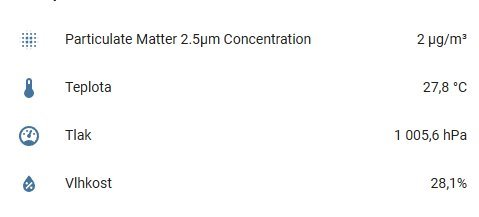 Particulate Matter 2.5μm Concentration 2 μg/m³
Teplota 27,8 °C
Tlak 1 005,6 hPa
Vlhkost 28,1%